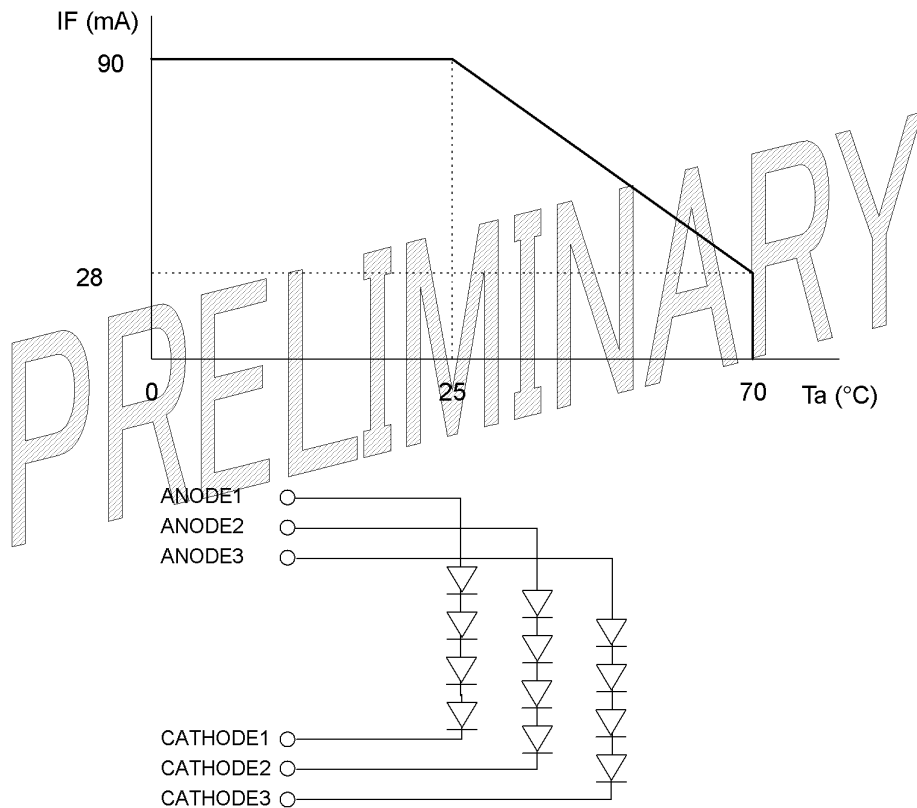 IF (mA)
90
28
0 25 70 Ta (°C)
PRELIMINARY
ANODE1
ANODE2
ANODE3
CATHODE1
CATHODE2
CATHODE3